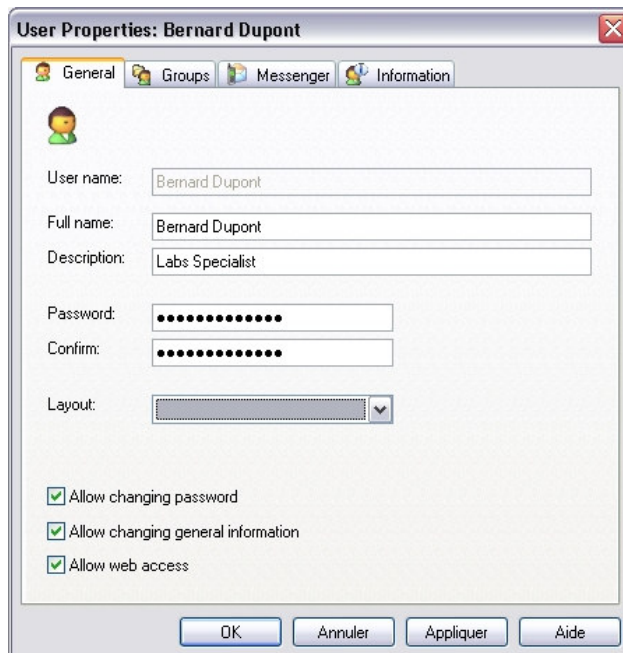 User Properties: Bernard Dupont
General Groups Messenger Information
User name: Bernard Dupont
Full name: Bernard Dupont
Description: Labs Specialist
Password: •••••••••••••
Confirm: •••••••••••••
Layout:
Allow changing password
Allow changing general information
Allow web access
OK Annuler Appliquer Aide